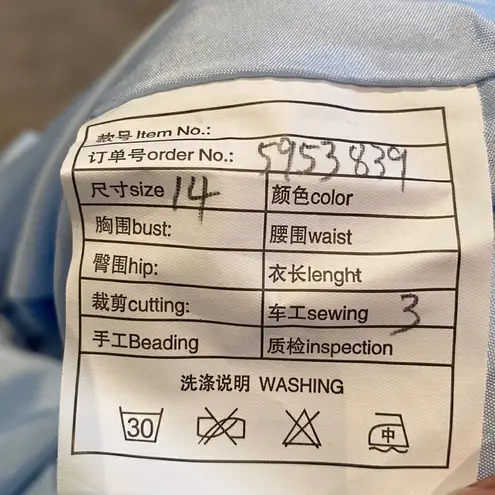 款号Item No.:
订单号order No.: 5953839
尺寸size 14 颜色color
胸围bust: 腰围waist
臀围hip: 衣长lenght
裁剪cutting: 车工sewing 3
手工Beading 质检inspection
洗涤说明 WASHING
30 中